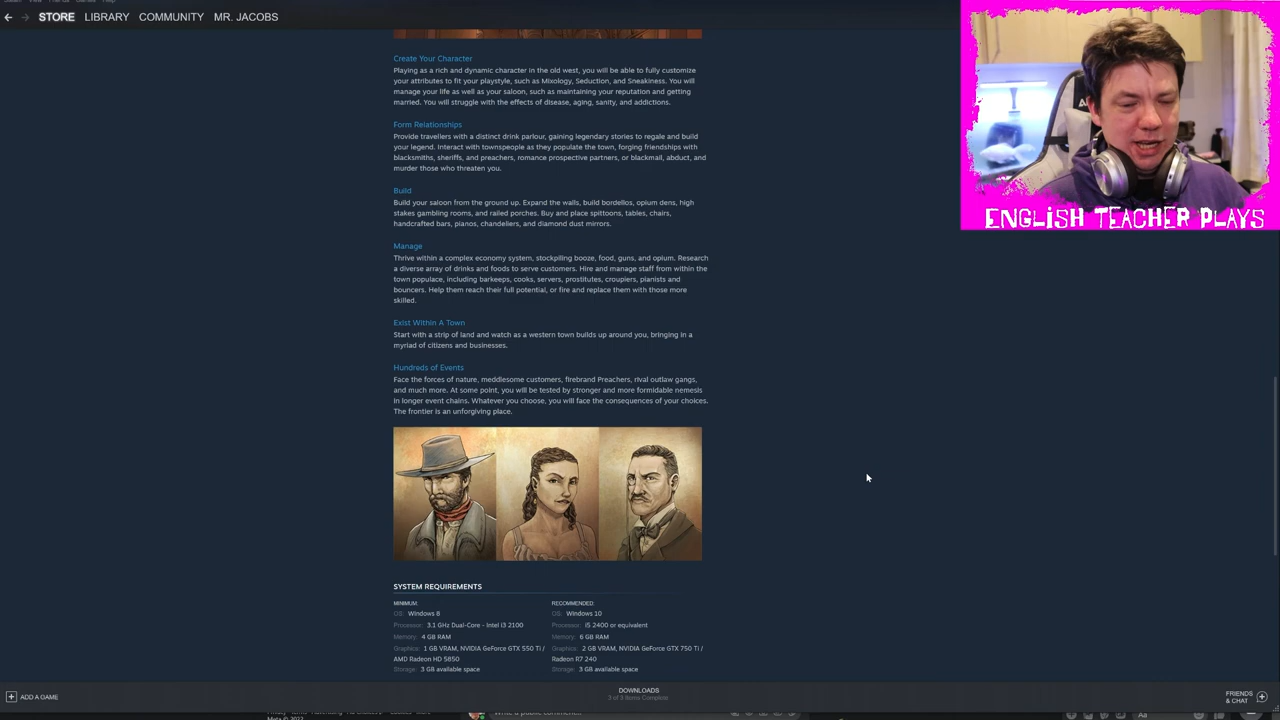 STORE LIBRARY COMMUNITY MR. JACOBS
Create Your Character
Playing as a rich and dynamic character in the old west, you will be able to fully customize
your attributes to fit your playstyle, such as Mixology, Seduction, and Sneakiness. You will
manage your life as well as your saloon, such as maintaining your reputation and getting
married. You will struggle with the effects of disease, aging, sanity, and addictions.
Form Relationships
Provide travellers with a distinct drink parlour, gaining legendary stories to regale and build
your legend. Interact with townspeople as they populate the town, forging friendships with
blacksmiths, sheriffs, and preachers, romance prospective partners, or blackmail, abduct, and
murder those who threaten you.
Build
Build your saloon from the ground up. Expand the walls, build bordellos, opium dens, high
stakes gambling rooms, and railed porches. Buy and place spittoons, tables, chairs,
handcrafted bars, pianos, chandeliers, and diamond dust mirrors.
Manage
Thrive within a complex economy system, stockpiling booze, food, guns, and opium. Research
a diverse array of drinks and foods to serve customers. Hire and manage staff from within the
town populace, including barkeeps, cooks, servers, prostitutes, croupiers, pianists and
bouncers. Help them reach their full potential, or fire and replace them with those more
skilled.
Exist Within A Town
Start with a strip of land and watch as a western town builds up around you, bringing in a
myriad of citizens and businesses.
Hundreds of Events
Face the forces of nature, meddlesome customers, firebrand Preachers, rival outlaw gangs,
and much more. At some point, you will be tested by stronger and more formidable nemesis
in longer event chains. Whatever you choose, you will face the consequences of your choices.
The frontier is an unforgiving place.
SYSTEM REQUIREMENTS
MINIMUM:
OS: Windows 8
Processor: 3.1 GHz Dual-Core - Intel I3 2100
Memory: 4 GB RAM
Graphics: 1 GB VRAM, NVIDIA GeForce GTX 550 Ti /
AMD Radeon HD 5850
Storage: 3 GB available space
RECOMMENDED:
OS: Windows 10
Processor: i5 2400 or equivalent
Memory: 6 GB RAM
Graphics: 2 GB VRAM, NVIDIA GeForce GTX 750 Ti /
Radeon R7 240
Storage: 3 GB available space
ENGLISH TEACHER PLAYS
ADD A GAME
DOWNLOADS
3 of 3 Items Complete
FRIENDS
& CHAT